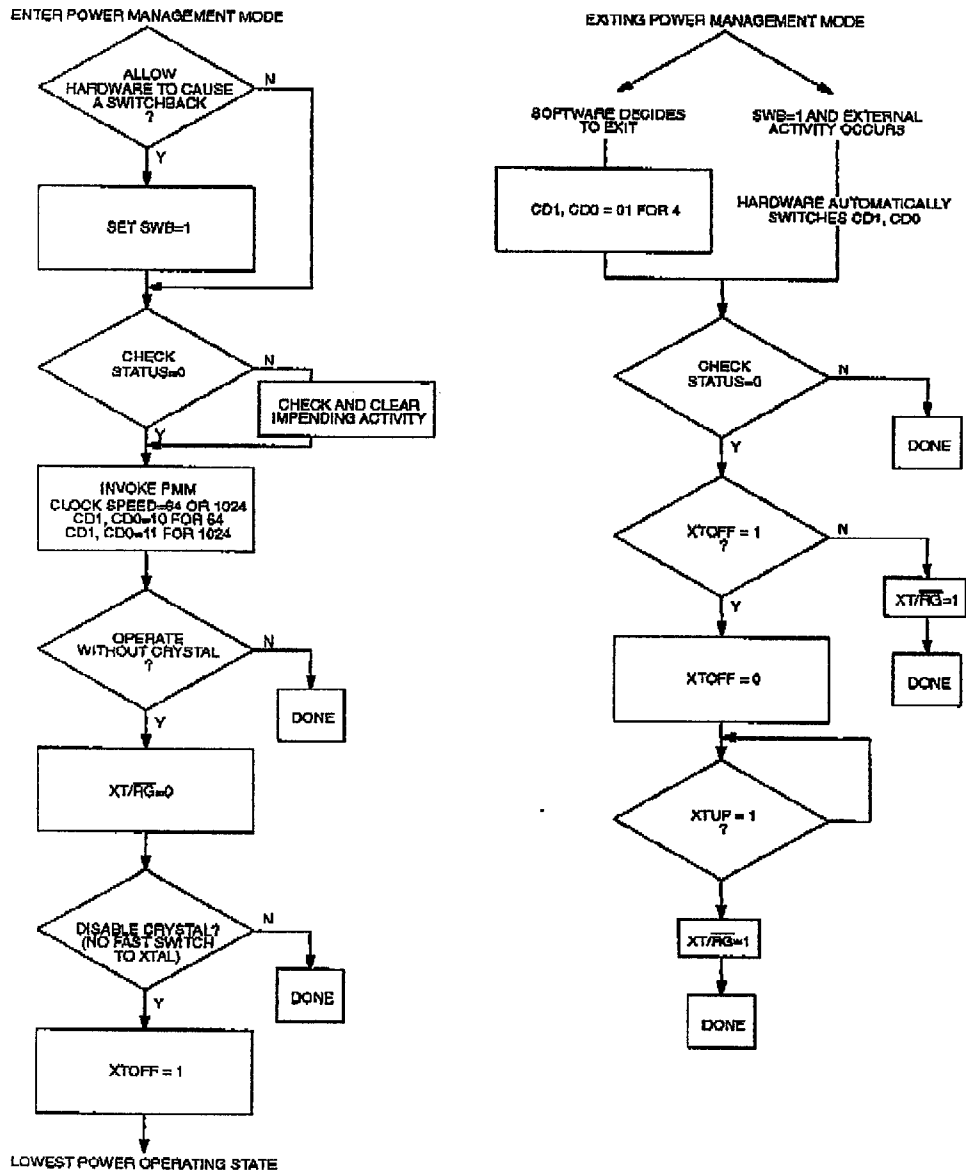 ENTER POWER MANAGEMENT MODE
ALLOW
HARDWARE TO CAUSE
A SWITCHBACK
?
N
Y
SET SWB=1
CHECK
STATUS=0
N
CHECK AND CLEAR
IMPENDING ACTIVITY
Y
INVOKE PMM
CLOCK SPEED=64 OR 1024
CD1, CD0=10 FOR 64
CD1, CD0=11 FOR 1024
OPERATE
WITHOUT CRYSTAL
?
N
DONE
Y
XT/R̅G̅=0
DISABLE CRYSTAL?
(NO FAST SWITCH
TO XTAL)
N
DONE
Y
XTOFF = 1
LOWEST POWER OPERATING STATE
EXITING POWER MANAGEMENT MODE
SOFTWARE DECIDES
TO EXIT
SWB=1 AND EXTERNAL
ACTIVITY OCCURS
CD1, CD0 = 01 FOR 4
HARDWARE AUTOMATICALLY
SWITCHES CD1, CD0
CHECK
STATUS=0
N
DONE
Y
XTOFF = 1
?
N
XT/R̅G̅=1
DONE
Y
XTOFF = 0
XTUP = 1
?
XT/R̅G̅=1
DONE